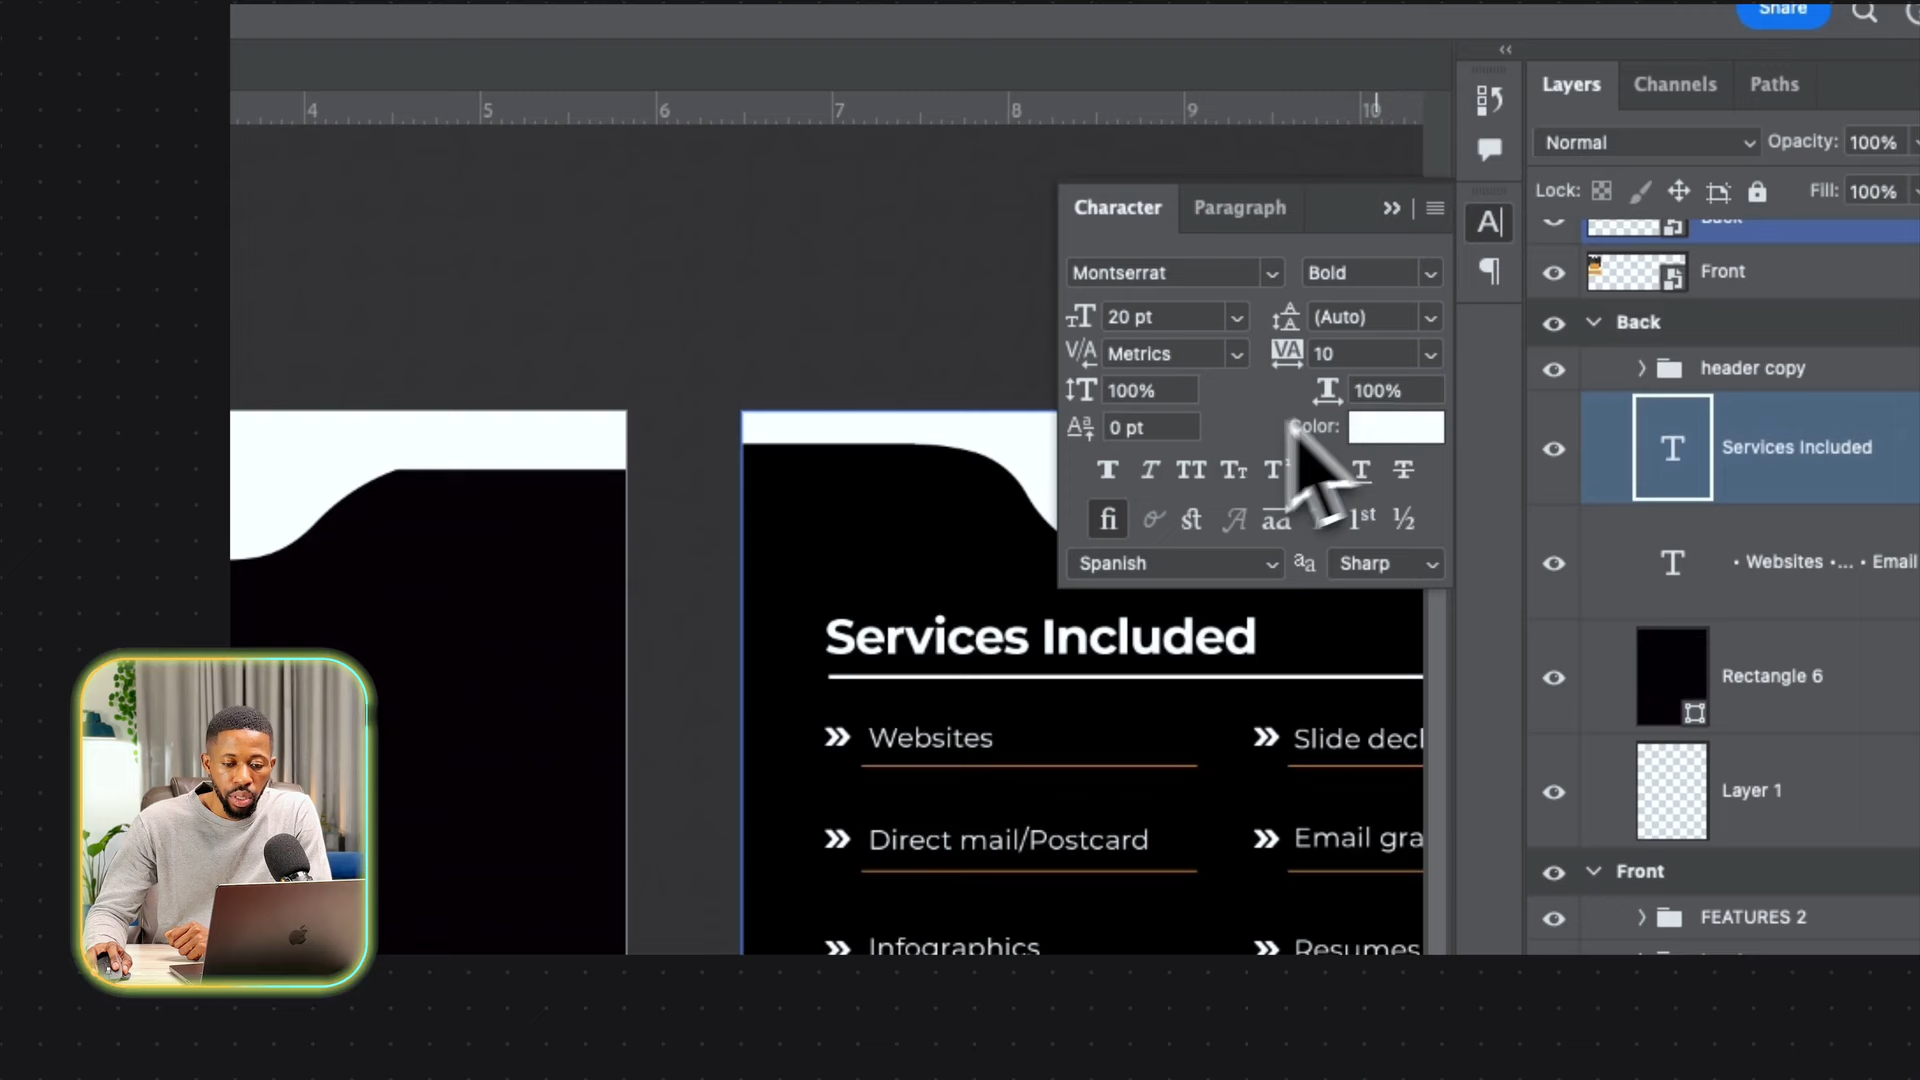 Share
4 5 6 7 8 9 10
Layers Channels Paths
Normal Opacity: 100%
Lock: Fill: 100%
Back
Front
Back
header copy
Services Included
• Websites •... • Email
Rectangle 6
Layer 1
Front
FEATURES 2
Character Paragraph
Montserrat Bold
20 pt (Auto)
Metrics 10
100% 100%
0 pt Color:
Spanish Sharp
Services Included
Websites
Slide deck
Direct mail/Postcard
Email gra
Infographics
Resumes